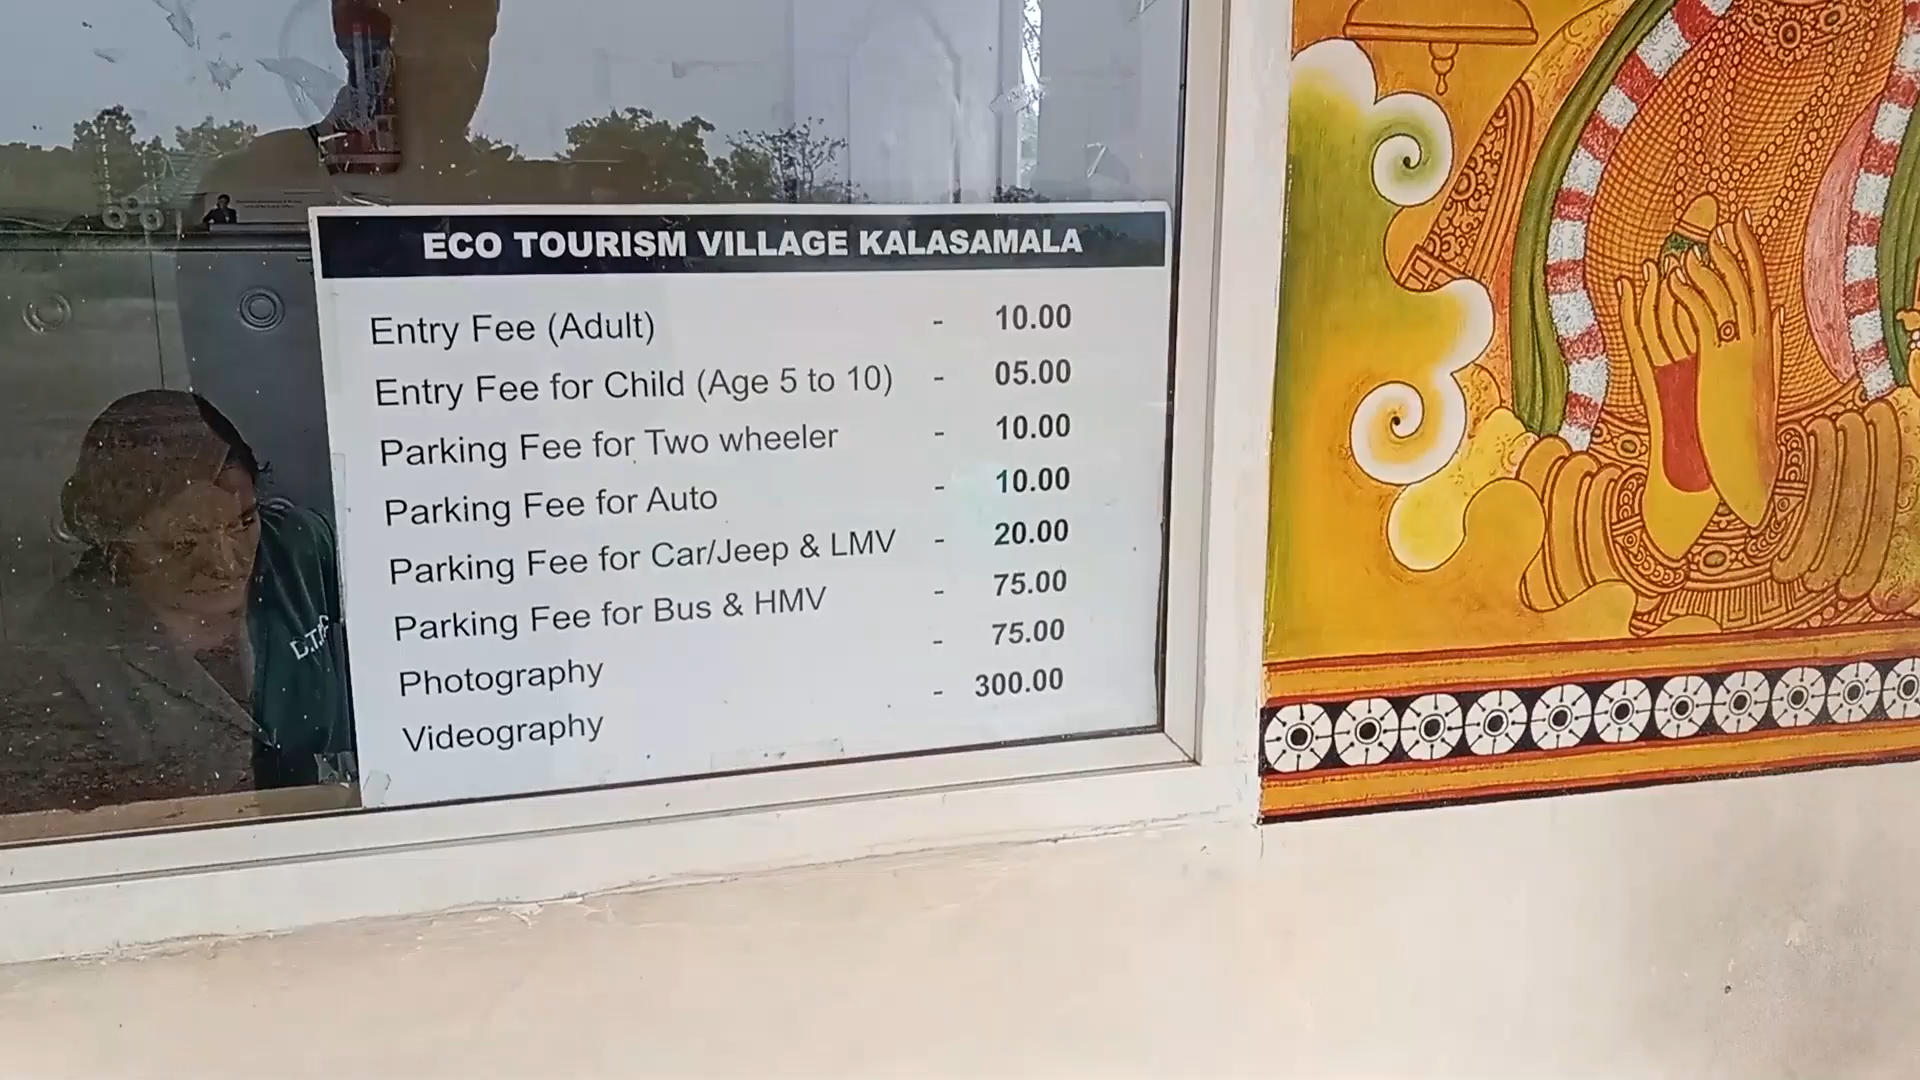 ECO TOURISM VILLAGE KALASAMALA
Entry Fee (Adult) - 10.00
Entry Fee for Child (Age 5 to 10) - 05.00
Parking Fee for Two wheeler - 10.00
Parking Fee for Auto - 10.00
Parking Fee for Car/Jeep & LMV - 20.00
Parking Fee for Bus & HMV - 75.00
Photography - 75.00
Videography - 300.00